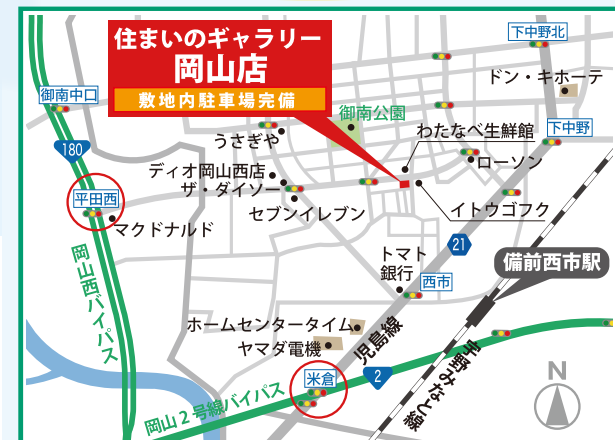 住まいのギャラリー
岡山店
敷地内駐車場完備
下中野北
ドン・キホーテ
御南中口
御南公園
わたなべ生鮮館
下中野
うさぎや
180
ローソン
ディオ岡山西店
ザ・ダイソー
平田西
セブンイレブン
イトウゴフク
マクドナルド
21
トマト
銀行
備前西市駅
西市
岡山西バイパス
ホームセンタータイム
ヤマダ電機
児島線
宇野みなと線
米倉
2
岡山2号線バイパス
N